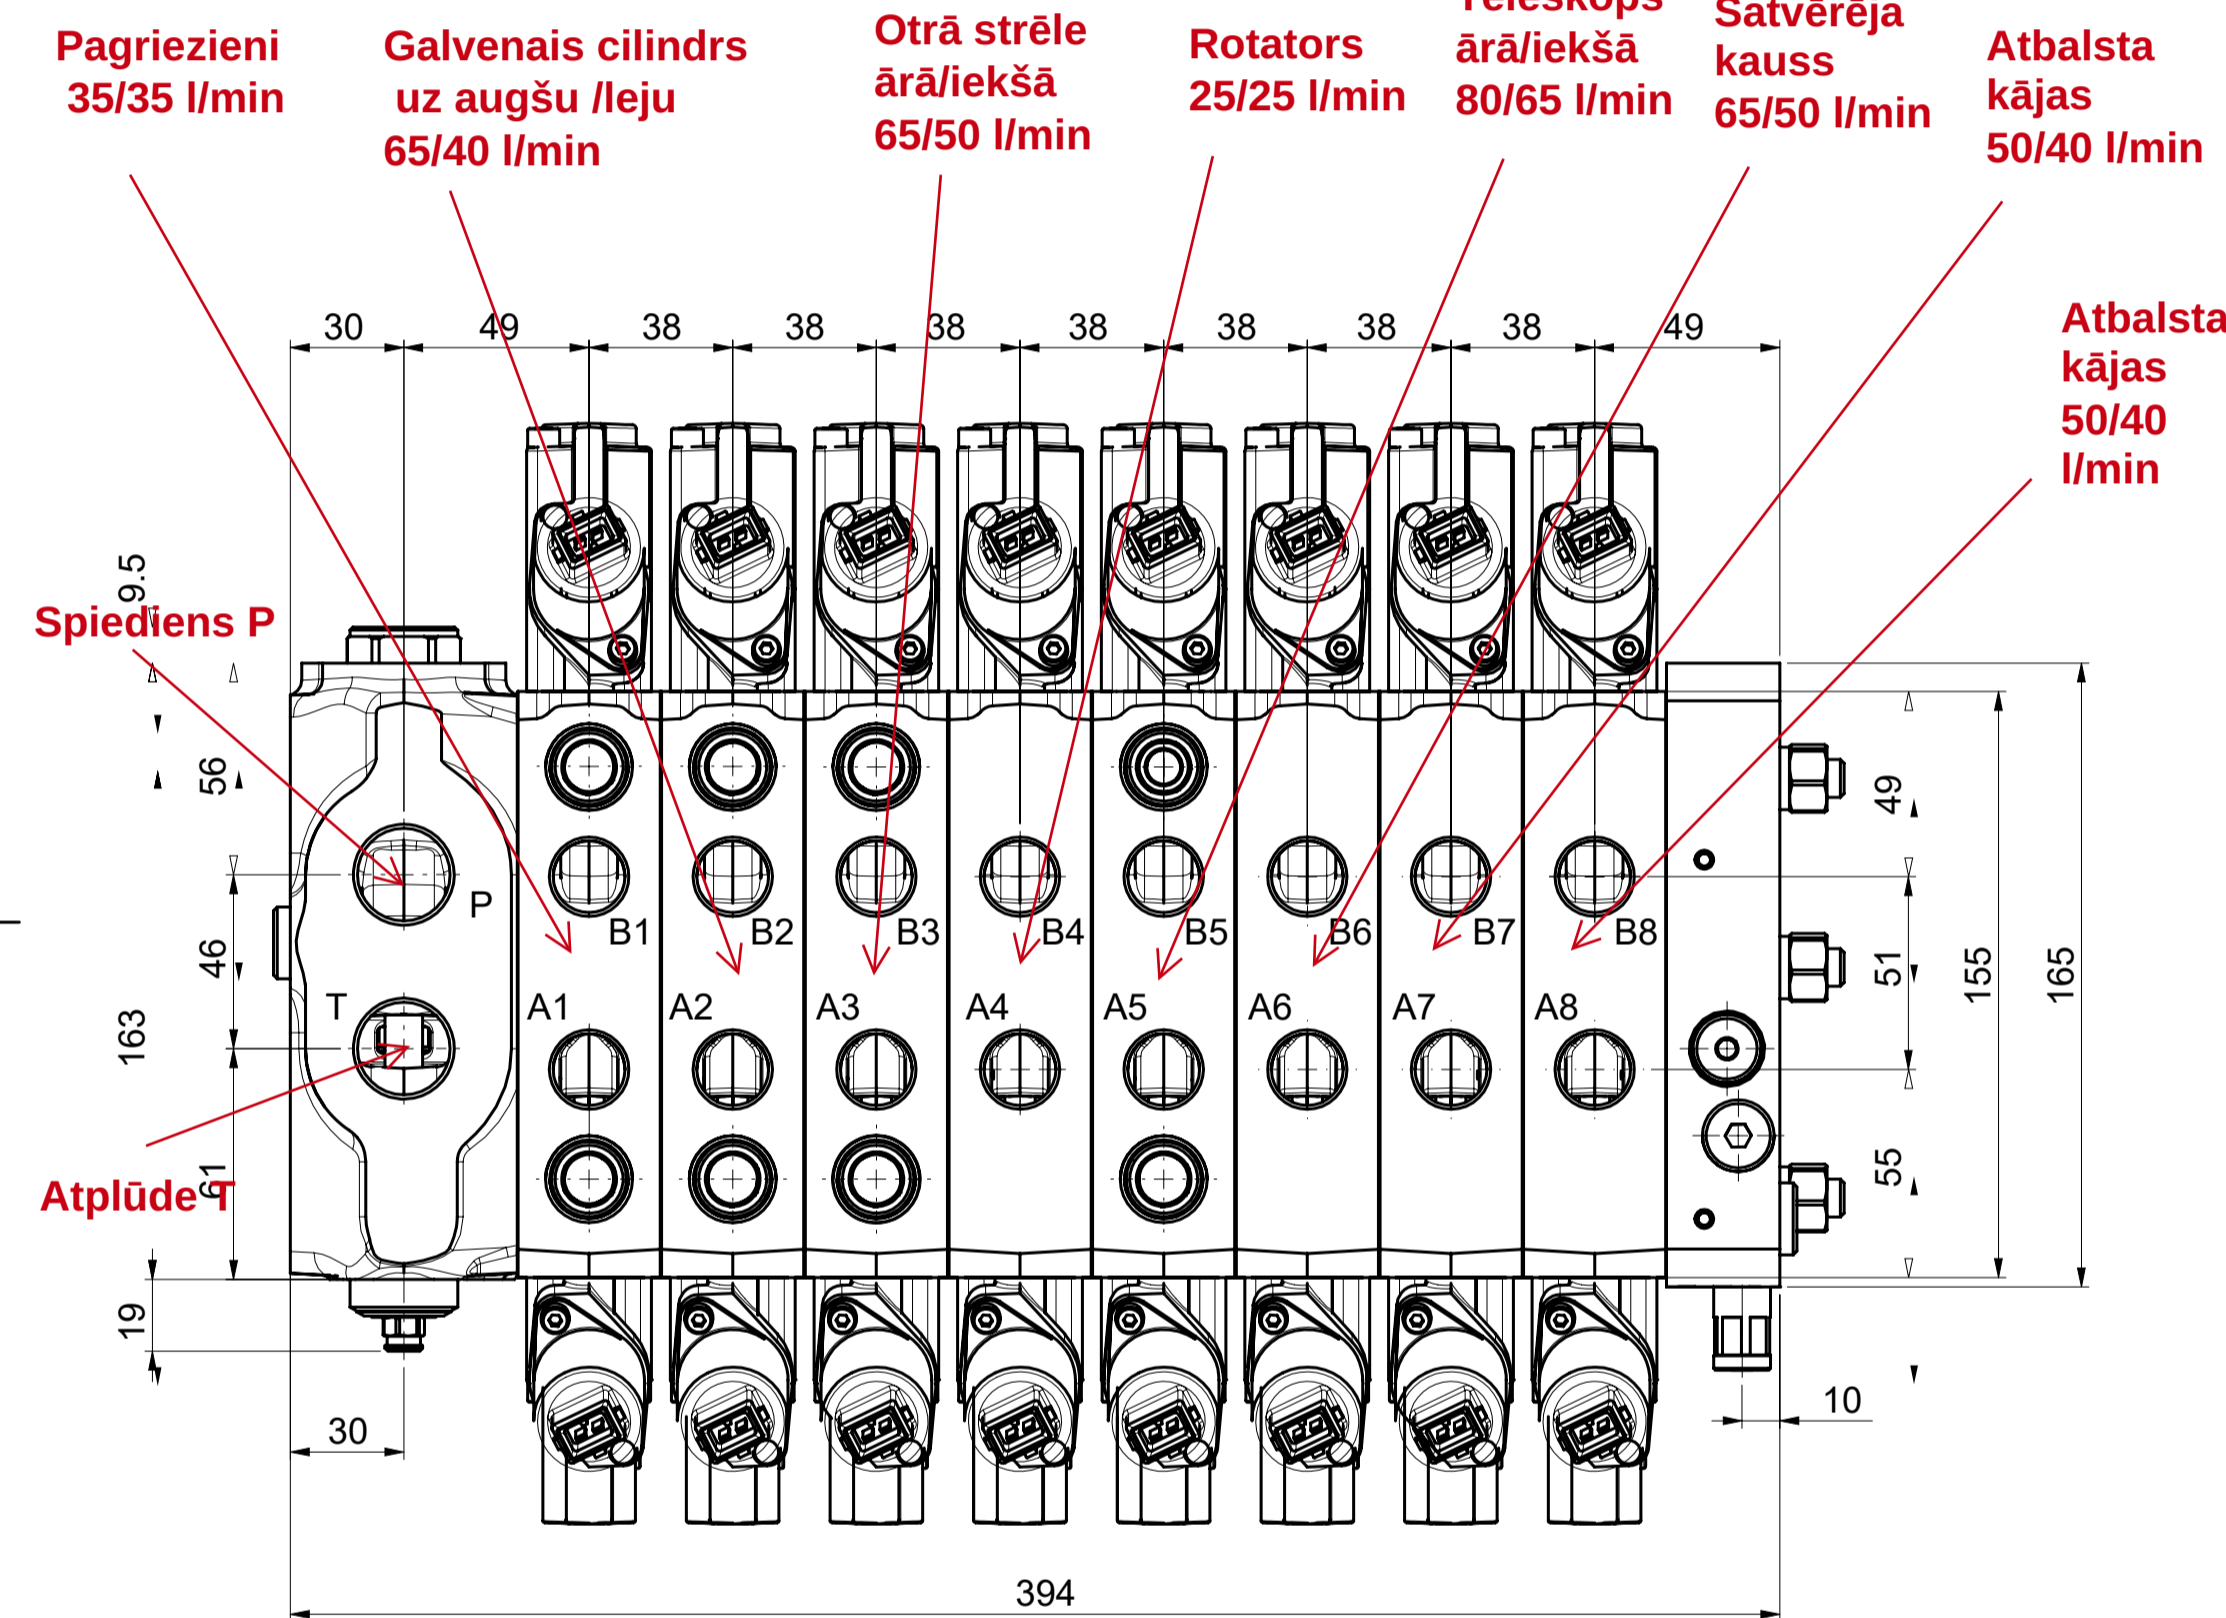 Pagriezieni
35/35 l/min
Galvenais cilindrs
uz augšu /leju
65/40 l/min
Otrā strēle
ārā/iekšā
65/50 l/min
Rotators
25/25 l/min
Teleskops
ārā/iekšā
80/65 l/min
Satvērēja
kauss
65/50 l/min
Atbalsta
kājas
50/40 l/min
Atbalsta
kājas
50/40
l/min
30 49 38 38 38 38 38 38 38 49
9.5
Spiediens P
56
49
P
B1 B2 B3 B4 B5 B6 B7 B8
46
51
155
165
T
A1 A2 A3 A4 A5 A6 A7 A8
163
61
55
Atplūde T
19
30
10
394